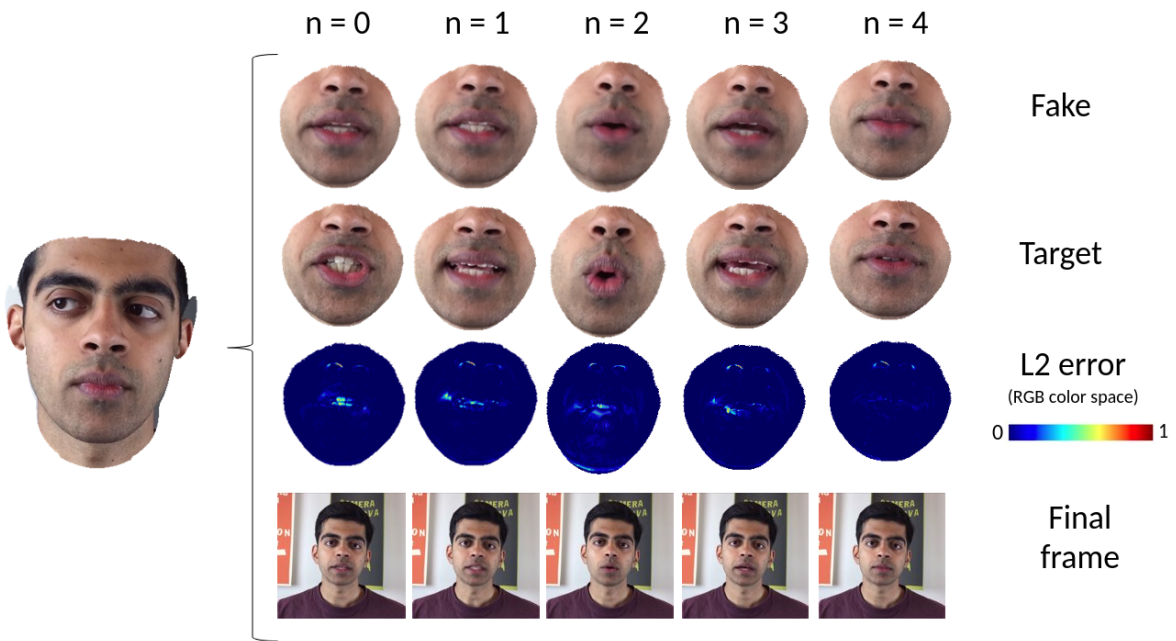 n = 0 n = 1 n = 2 n = 3 n = 4
Fake
Target
L2 error
(RGB color space)
0 1
Final
frame